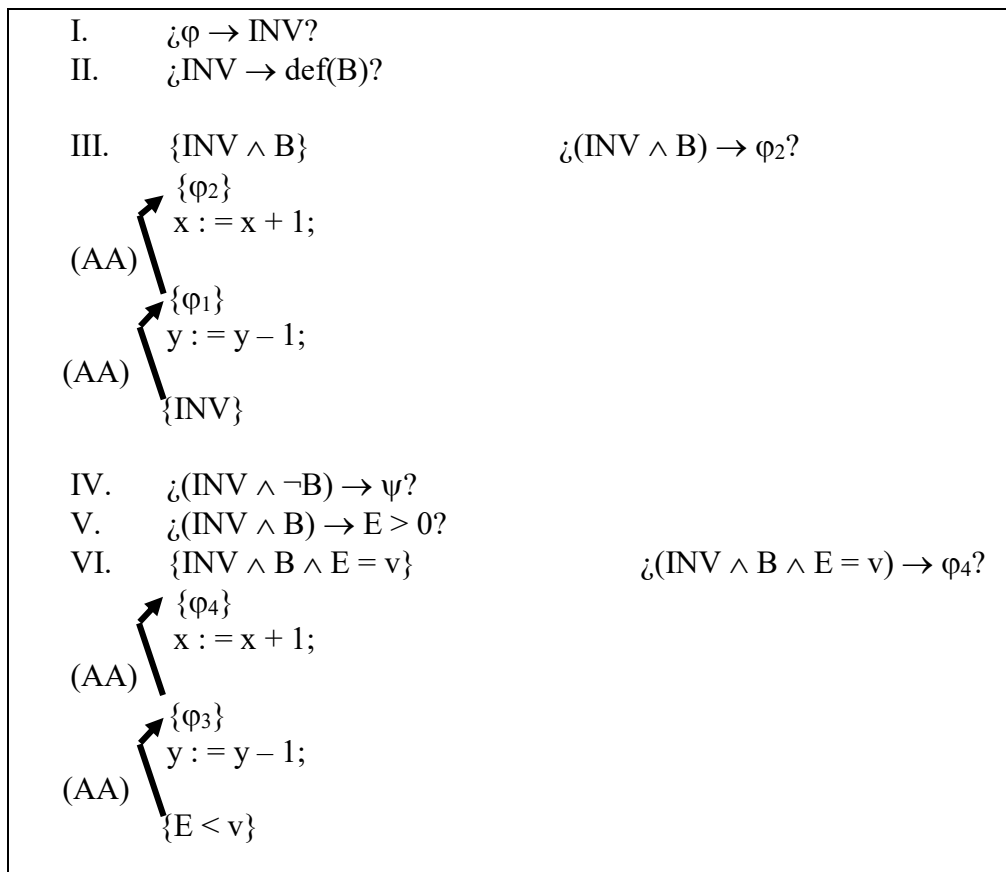 I. ¿φ → INV?
II. ¿INV → def(B)?
III. {INV ∧ B} ¿(INV ∧ B) → φ₂?
{φ₂}
x : = x + 1;
(AA)
{φ₁}
y : = y – 1;
(AA)
{INV}
IV. ¿(INV ∧ ¬B) → ψ?
V. ¿(INV ∧ B) → E > 0?
VI. {INV ∧ B ∧ E = v} ¿(INV ∧ B ∧ E = v) → φ₄?
{φ₄}
x : = x + 1;
(AA)
{φ₃}
y : = y – 1;
(AA)
{E < v}